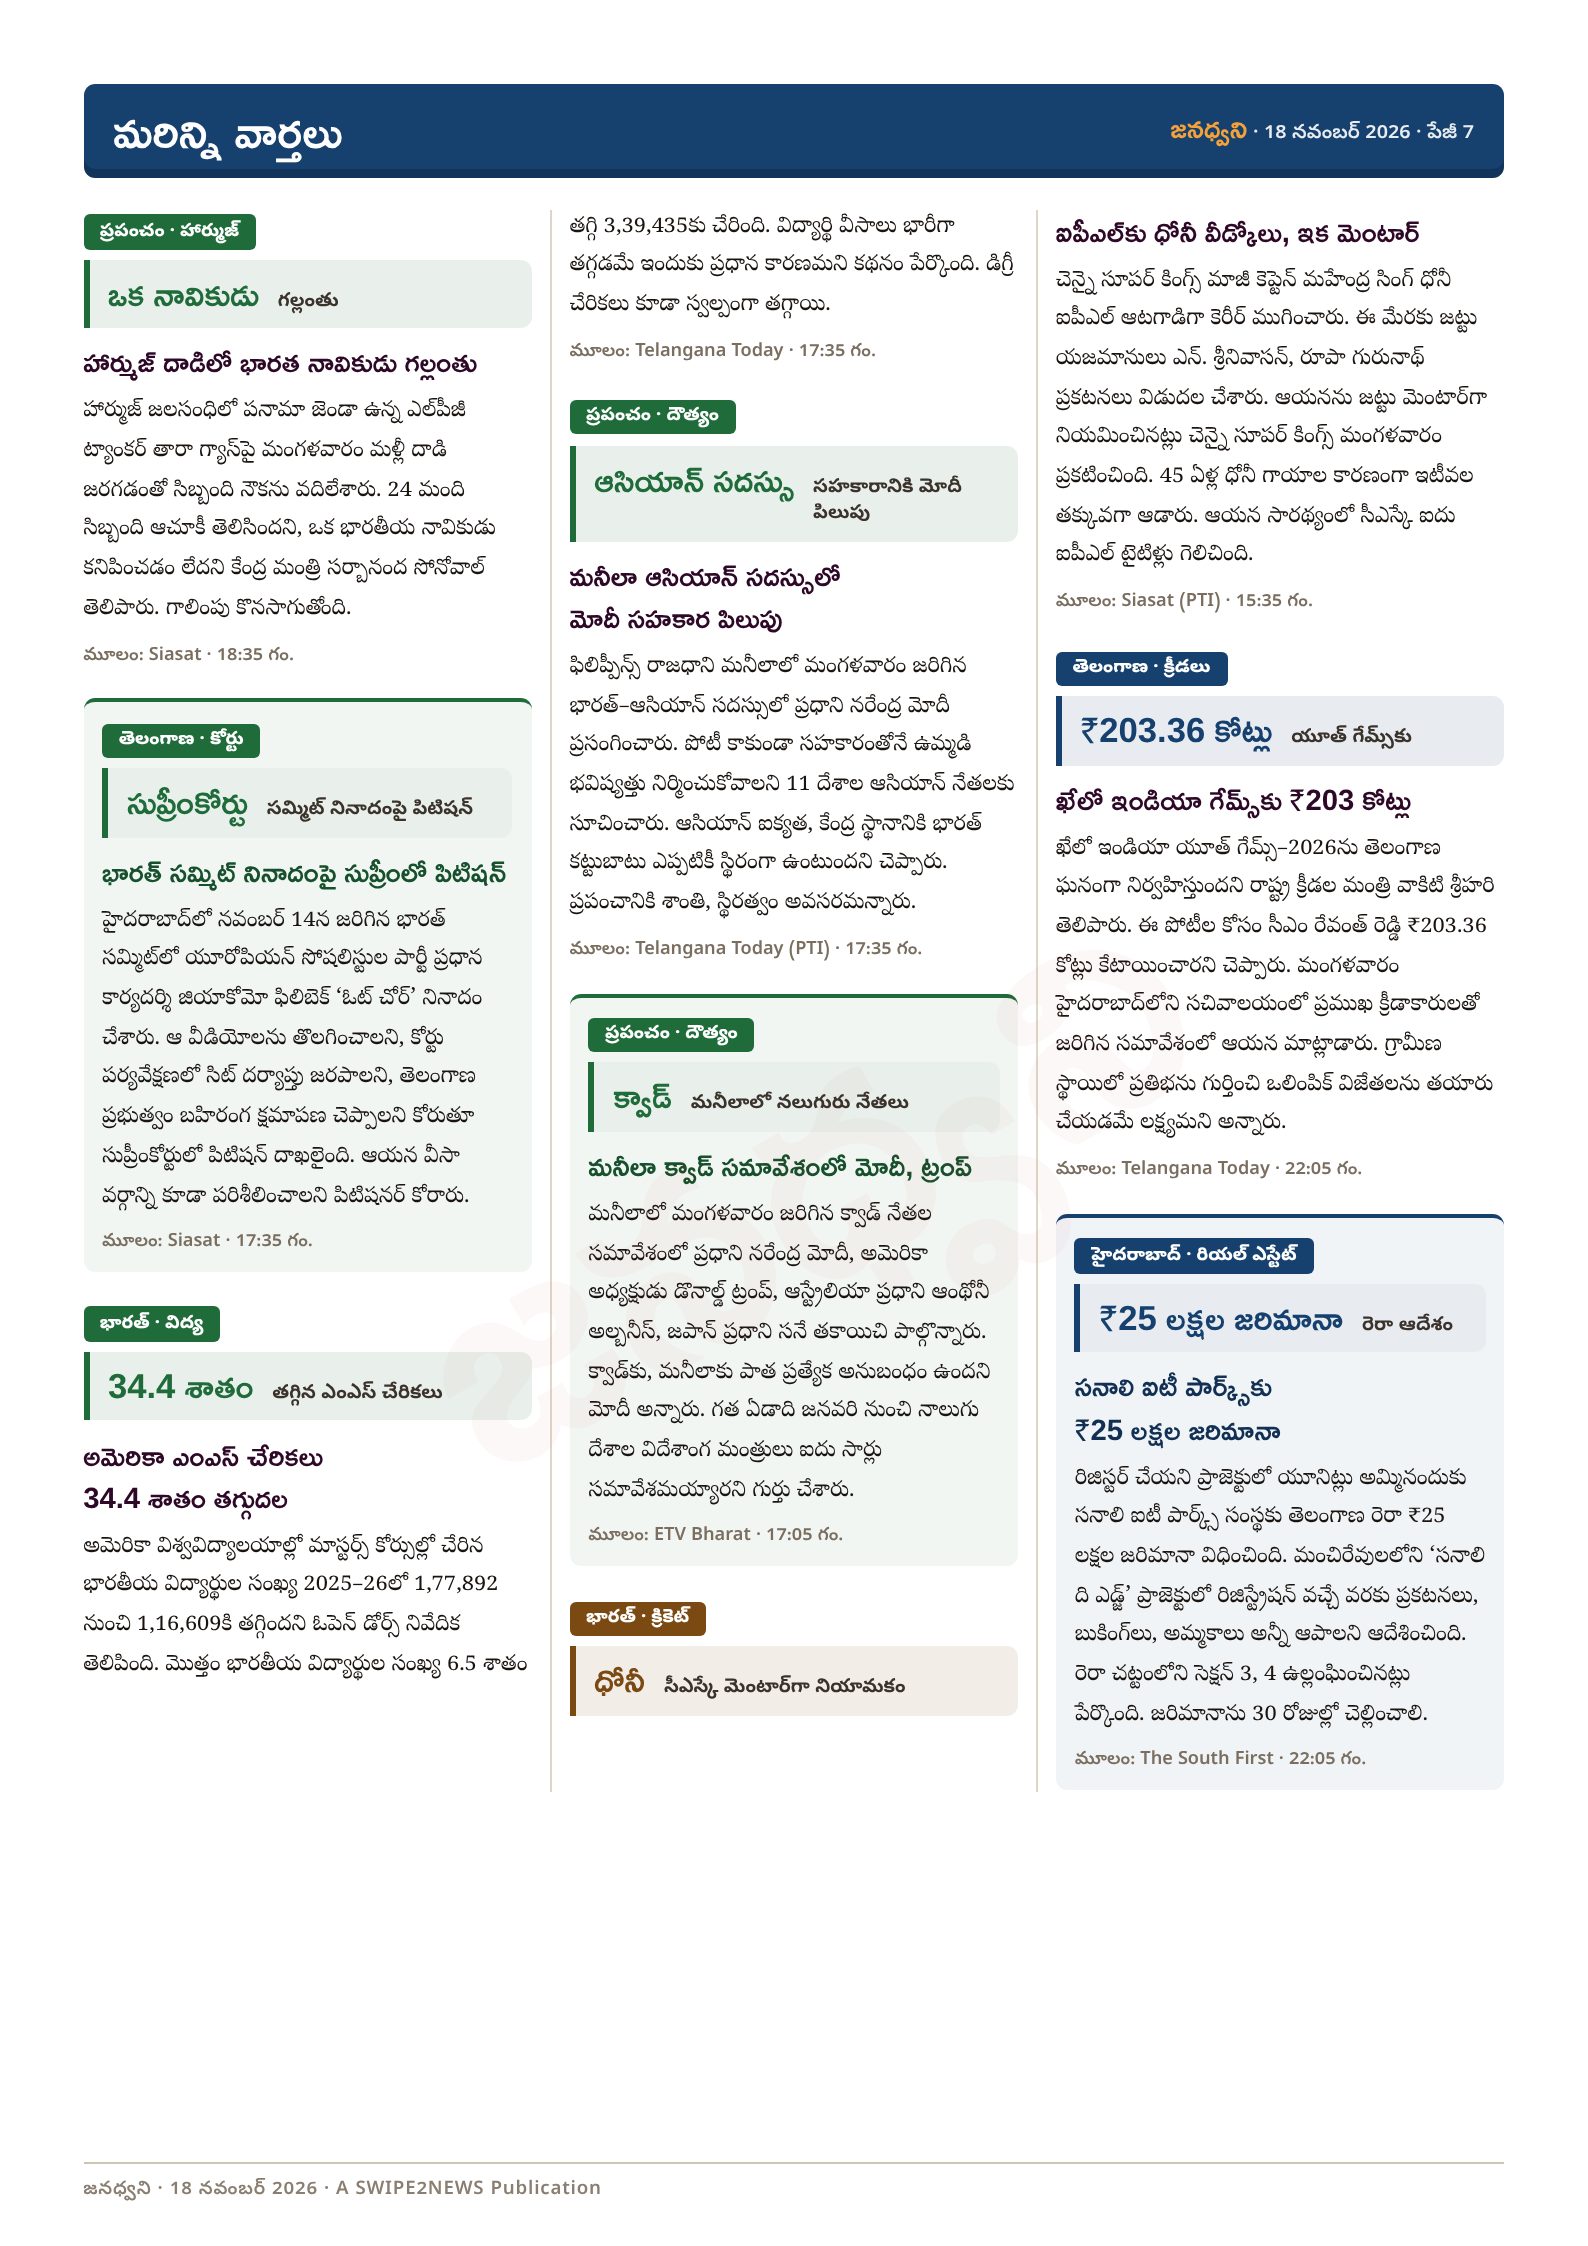 మరిన్ని వార్తలు
జనధ్వని · 18 నవంబర్ 2026 · పేజీ 7
ప్రపంచం · హార్ముజ్
ఒక నావికుడు గల్లంతు
హార్ముజ్ దాడిలో భారత నావికుడు గల్లంతు
హార్ముజ్ జలసంధిలో పనామా జెండా ఉన్న ఎల్‌పీజీ
ట్యాంకర్ తారా గ్యాస్‌పై మంగళవారం మళ్లీ దాడి
జరగడంతో సిబ్బంది నౌకను వదిలేశారు. 24 మంది
సిబ్బంది ఆచూకీ తెలిసిందని, ఒక భారతీయ నావికుడు
కనిపించడం లేదని కేంద్ర మంత్రి సర్బానంద సోనోవాల్
తెలిపారు. గాలింపు కొనసాగుతోంది.
మూలం: Siasat · 18:35 గం.
తెలంగాణ · కోర్టు
సుప్రీంకోర్టు సమ్మిట్ నినాదంపై పిటిషన్
భారత్ సమ్మిట్ నినాదంపై సుప్రీంలో పిటిషన్
హైదరాబాద్‌లో నవంబర్ 14న జరిగిన భారత్
సమ్మిట్‌లో యూరోపియన్ సోషలిస్టుల పార్టీ ప్రధాన
కార్యదర్శి జియాకోమో ఫిలిబెక్ ‘ఓట్ చోర్’ నినాదం
చేశారు. ఆ వీడియోలను తొలగించాలని, కోర్టు
పర్యవేక్షణలో సిట్ దర్యాప్తు జరపాలని, తెలంగాణ
ప్రభుత్వం బహిరంగ క్షమాపణ చెప్పాలని కోరుతూ
సుప్రీంకోర్టులో పిటిషన్ దాఖలైంది. ఆయన వీసా
వర్గాన్ని కూడా పరిశీలించాలని పిటిషనర్ కోరారు.
మూలం: Siasat · 17:35 గం.
భారత్ · విద్య
34.4 శాతం తగ్గిన ఎంఎస్ చేరికలు
అమెరికా ఎంఎస్ చేరికలు
34.4 శాతం తగ్గుదల
అమెరికా విశ్వవిద్యాలయాల్లో మాస్టర్స్ కోర్సుల్లో చేరిన
భారతీయ విద్యార్థుల సంఖ్య 2025–26లో 1,77,892
నుంచి 1,16,609కి తగ్గిందని ఓపెన్ డోర్స్ నివేదిక
తెలిపింది. మొత్తం భారతీయ విద్యార్థుల సంఖ్య 6.5 శాతం
తగ్గి 3,39,435కు చేరింది. విద్యార్థి వీసాలు భారీగా
తగ్గడమే ఇందుకు ప్రధాన కారణమని కథనం పేర్కొంది. డిగ్రీ
చేరికలు కూడా స్వల్పంగా తగ్గాయి.
మూలం: Telangana Today · 17:35 గం.
ప్రపంచం · దౌత్యం
ఆసియాన్ సదస్సు సహకారానికి మోదీ
పిలుపు
మనీలా ఆసియాన్ సదస్సులో
మోదీ సహకార పిలుపు
ఫిలిప్పీన్స్ రాజధాని మనీలాలో మంగళవారం జరిగిన
భారత్–ఆసియాన్ సదస్సులో ప్రధాని నరేంద్ర మోదీ
ప్రసంగించారు. పోటీ కాకుండా సహకారంతోనే ఉమ్మడి
భవిష్యత్తు నిర్మించుకోవాలని 11 దేశాల ఆసియాన్ నేతలకు
సూచించారు. ఆసియాన్ ఐక్యత, కేంద్ర స్థానానికి భారత్
కట్టుబాటు ఎప్పటికీ స్థిరంగా ఉంటుందని చెప్పారు.
ప్రపంచానికి శాంతి, స్థిరత్వం అవసరమన్నారు.
మూలం: Telangana Today (PTI) · 17:35 గం.
ప్రపంచం · దౌత్యం
క్వాడ్ మనీలాలో నలుగురు నేతలు
మనీలా క్వాడ్ సమావేశంలో మోదీ, ట్రంప్
మనీలాలో మంగళవారం జరిగిన క్వాడ్ నేతల
సమావేశంలో ప్రధాని నరేంద్ర మోదీ, అమెరికా
అధ్యక్షుడు డొనాల్డ్ ట్రంప్, ఆస్ట్రేలియా ప్రధాని ఆంథోనీ
అల్బనీస్, జపాన్ ప్రధాని సనే తకాయిచి పాల్గొన్నారు.
క్వాడ్‌కు, మనీలాకు పాత ప్రత్యేక అనుబంధం ఉందని
మోదీ అన్నారు. గత ఏడాది జనవరి నుంచి నాలుగు
దేశాల విదేశాంగ మంత్రులు ఐదు సార్లు
సమావేశమయ్యారని గుర్తు చేశారు.
మూలం: ETV Bharat · 17:05 గం.
భారత్ · క్రికెట్
ధోనీ సీఎస్కే మెంటార్‌గా నియామకం
ఐపీఎల్‌కు ధోనీ వీడ్కోలు, ఇక మెంటార్
చెన్నై సూపర్ కింగ్స్ మాజీ కెప్టెన్ మహేంద్ర సింగ్ ధోనీ
ఐపీఎల్ ఆటగాడిగా కెరీర్ ముగించారు. ఈ మేరకు జట్టు
యజమానులు ఎన్. శ్రీనివాసన్, రూపా గురునాథ్
ప్రకటనలు విడుదల చేశారు. ఆయనను జట్టు మెంటార్‌గా
నియమించినట్లు చెన్నై సూపర్ కింగ్స్ మంగళవారం
ప్రకటించింది. 45 ఏళ్ల ధోనీ గాయాల కారణంగా ఇటీవల
తక్కువగా ఆడారు. ఆయన సారథ్యంలో సీఎస్కే ఐదు
ఐపీఎల్ టైటిళ్లు గెలిచింది.
మూలం: Siasat (PTI) · 15:35 గం.
తెలంగాణ · క్రీడలు
₹203.36 కోట్లు యూత్ గేమ్స్‌కు
ఖేలో ఇండియా గేమ్స్‌కు ₹203 కోట్లు
ఖేలో ఇండియా యూత్ గేమ్స్–2026ను తెలంగాణ
ఘనంగా నిర్వహిస్తుందని రాష్ట్ర క్రీడల మంత్రి వాకిటి శ్రీహరి
తెలిపారు. ఈ పోటీల కోసం సీఎం రేవంత్ రెడ్డి ₹203.36
కోట్లు కేటాయించారని చెప్పారు. మంగళవారం
హైదరాబాద్‌లోని సచివాలయంలో ప్రముఖ క్రీడాకారులతో
జరిగిన సమావేశంలో ఆయన మాట్లాడారు. గ్రామీణ
స్థాయిలో ప్రతిభను గుర్తించి ఒలింపిక్ విజేతలను తయారు
చేయడమే లక్ష్యమని అన్నారు.
మూలం: Telangana Today · 22:05 గం.
హైదరాబాద్ · రియల్ ఎస్టేట్
₹25 లక్షల జరిమానా రెరా ఆదేశం
సనాలి ఐటీ పార్క్స్‌కు
₹25 లక్షల జరిమానా
రిజిస్టర్ చేయని ప్రాజెక్టులో యూనిట్లు అమ్మినందుకు
సనాలి ఐటీ పార్క్స్ సంస్థకు తెలంగాణ రెరా ₹25
లక్షల జరిమానా విధించింది. మంచిరేవులలోని ‘సనాలి
ది ఎడ్జ్’ ప్రాజెక్టులో రిజిస్ట్రేషన్ వచ్చే వరకు ప్రకటనలు,
బుకింగ్‌లు, అమ్మకాలు అన్నీ ఆపాలని ఆదేశించింది.
రెరా చట్టంలోని సెక్షన్ 3, 4 ఉల్లంఘించినట్లు
పేర్కొంది. జరిమానాను 30 రోజుల్లో చెల్లించాలి.
మూలం: The South First · 22:05 గం.
జనధ్వని
జనధ్వని · 18 నవంబర్ 2026 · A SWIPE2NEWS Publication